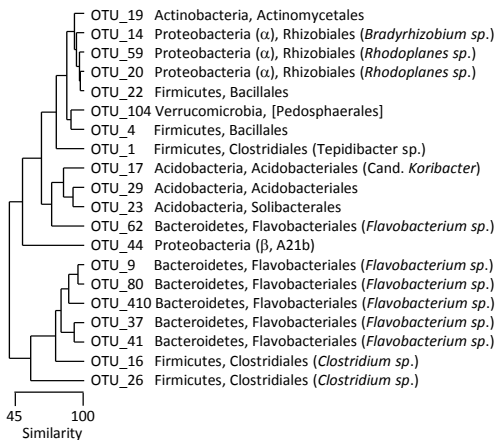 OTU_19 Actinobacteria, Actinomycetales
OTU_14 Proteobacteria (α), Rhizobiales (Bradyrhizobium sp.)
OTU_59 Proteobacteria (α), Rhizobiales (Rhodoplanes sp.)
OTU_20 Proteobacteria (α), Rhizobiales (Rhodoplanes sp.)
OTU_22 Firmicutes, Bacillales
OTU_104 Verrucomicrobia, [Pedosphaerales]
OTU_4 Firmicutes, Bacillales
OTU_1 Firmicutes, Clostridiales (Tepidibacter sp.)
OTU_17 Acidobacteria, Acidobacteriales (Cand. Koribacter)
OTU_29 Acidobacteria, Acidobacteriales
OTU_23 Acidobacteria, Solibacterales
OTU_62 Bacteroidetes, Flavobacteriales (Flavobacterium sp.)
OTU_44 Proteobacteria (β, A21b)
OTU_9 Bacteroidetes, Flavobacteriales (Flavobacterium sp.)
OTU_80 Bacteroidetes, Flavobacteriales (Flavobacterium sp.)
OTU_410 Bacteroidetes, Flavobacteriales (Flavobacterium sp.)
OTU_37 Bacteroidetes, Flavobacteriales (Flavobacterium sp.)
OTU_41 Bacteroidetes, Flavobacteriales (Flavobacterium sp.)
OTU_16 Firmicutes, Clostridiales (Clostridium sp.)
OTU_26 Firmicutes, Clostridiales (Clostridium sp.)
45 100
Similarity